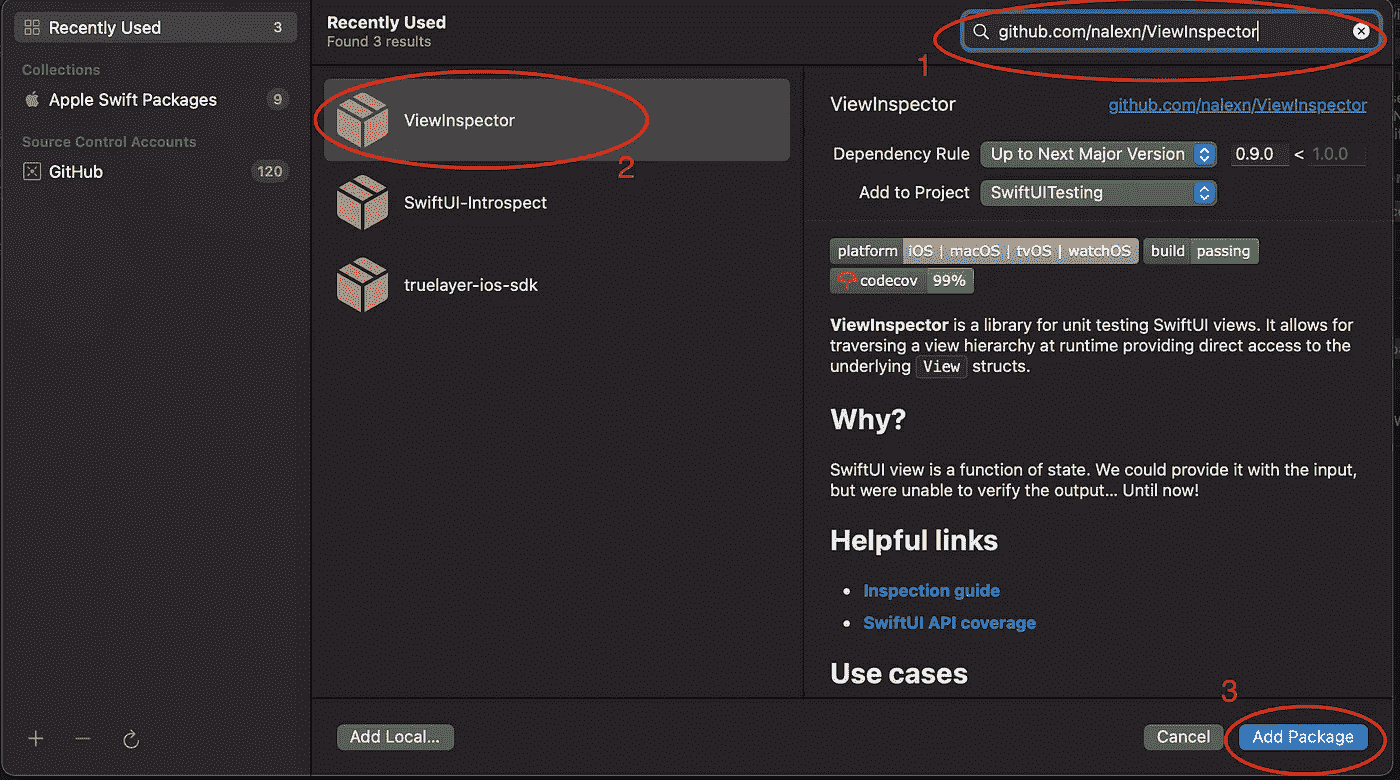 Recently Used 3
Collections
Apple Swift Packages 9
Source Control Accounts
GitHub 120
Recently Used
Found 3 results
github.com/nalexn/ViewInspector
1
ViewInspector
2
SwiftUI-Introspect
truelayer-ios-sdk
ViewInspector github.com/nalexn/ViewInspector
Dependency Rule Up to Next Major Version 0.9.0 < 1.0.0
Add to Project SwiftUITesting
platform iOS | macOS | tvOS | watchOS build passing
codecov 99%
ViewInspector is a library for unit testing SwiftUI views. It allows for
traversing a view hierarchy at runtime providing direct access to the
underlying View structs.
Why?
SwiftUI view is a function of state. We could provide it with the input,
but were unable to verify the output... Until now!
Helpful links
• Inspection guide
• SwiftUI API coverage
Use cases
3
Add Local... Cancel Add Package